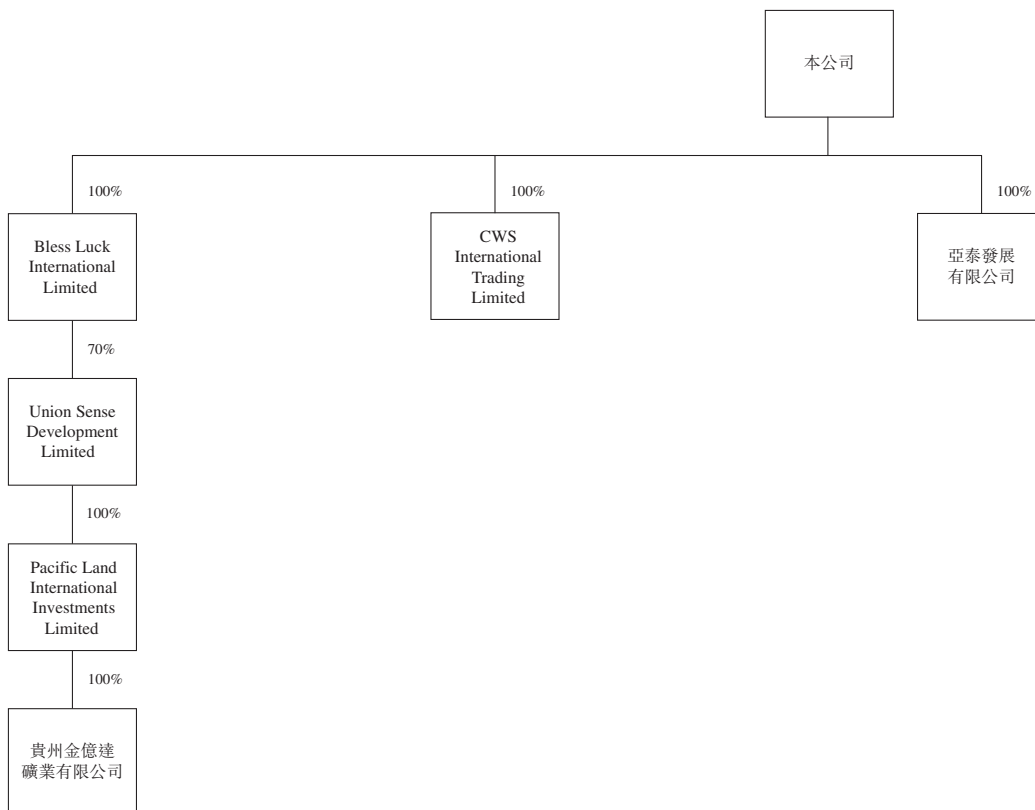 本公司
100%
100%
100%
Bless Luck
International
Limited
CWS
International
Trading
Limited
亞泰發展
有限公司
70%
Union Sense
Development
Limited
100%
Pacific Land
International
Investments
Limited
100%
貴州金億達
礦業有限公司